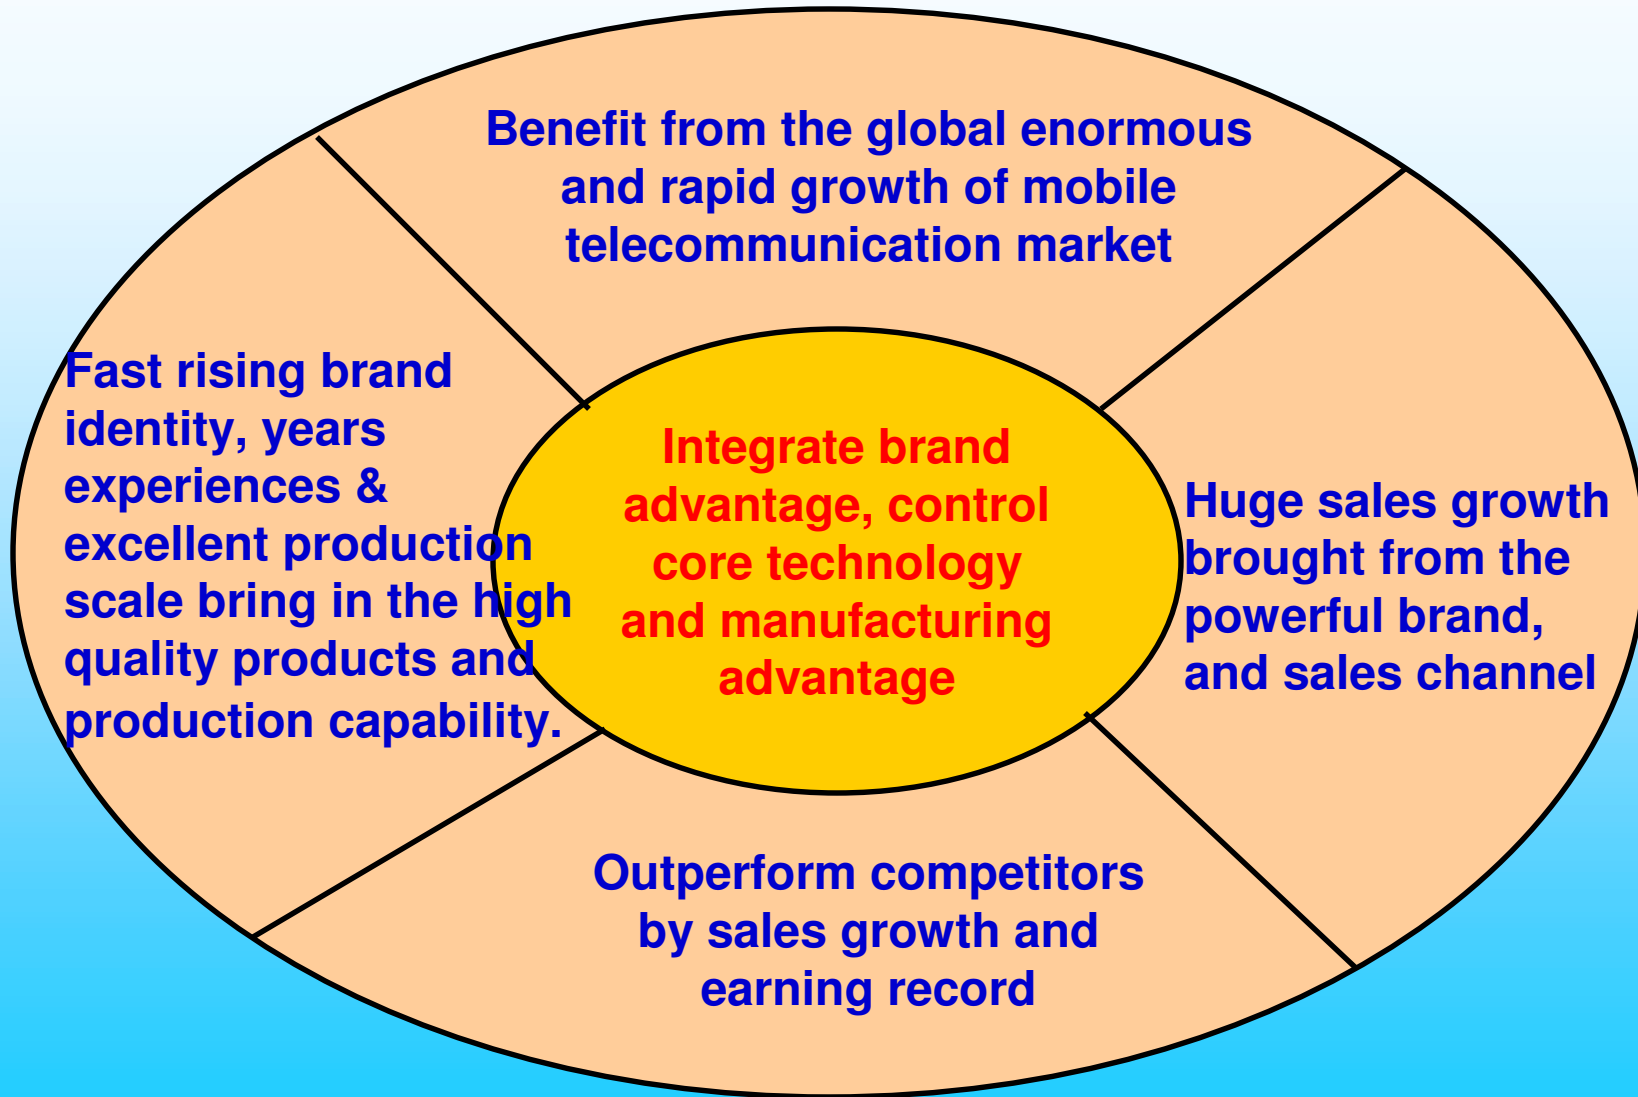 Benefit from the global enormous
and rapid growth of mobile
telecommunication market
Fast rising brand
identity, years
experiences &
excellent production
scale bring in the high
quality products and
production capability.
Integrate brand
advantage, control
core technology
and manufacturing
advantage
Huge sales growth
brought from the
powerful brand,
and sales channel
Outperform competitors
by sales growth and
earning record